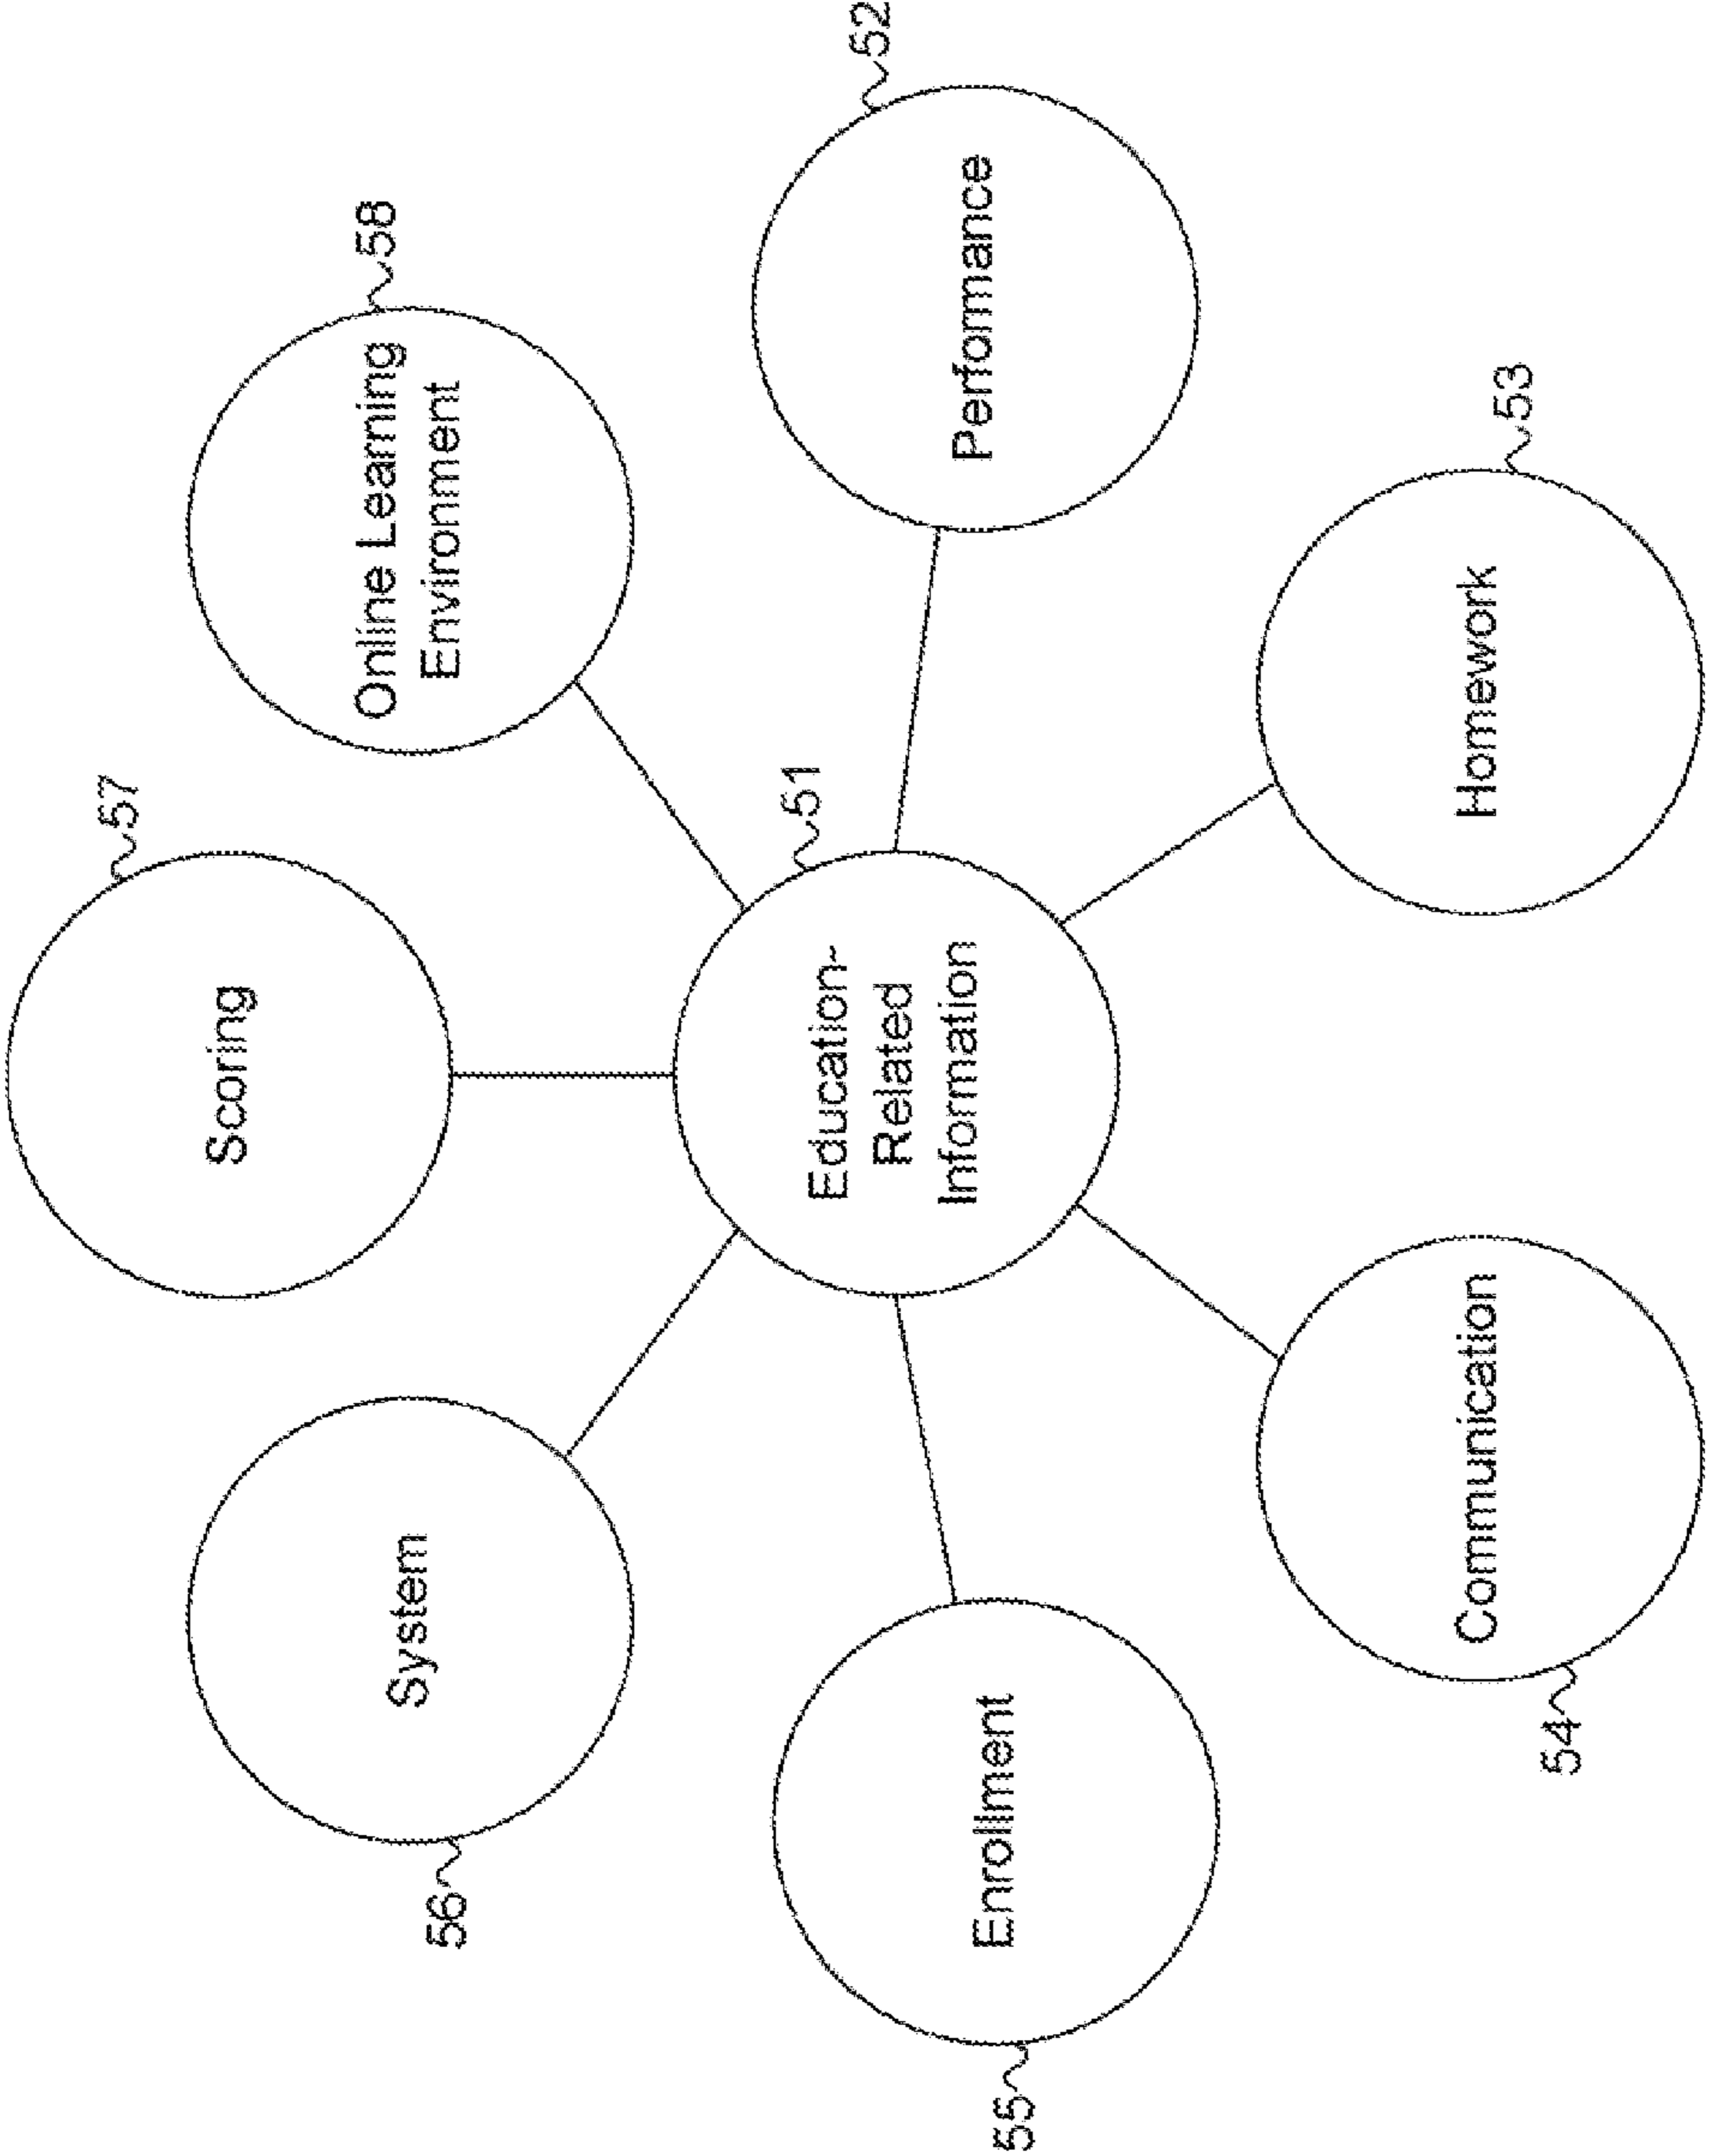 57
Scoring
58
Online Learning
Environment
System
56
51
Education-
Related
Information
52
Performance
Enrollment
55
53
Homework
Communication
54